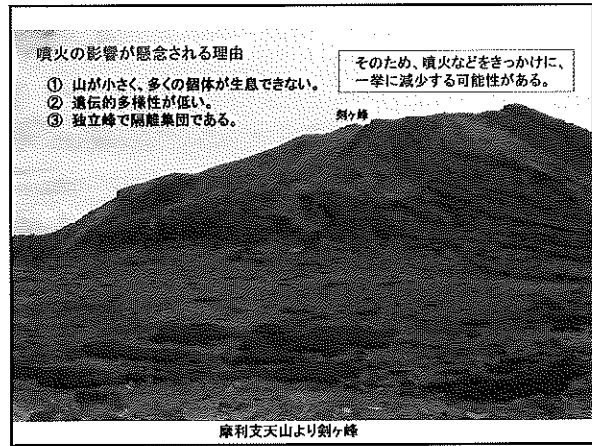 噴火の影響が懸念される理由
① 山が小さく、多くの個体が生息できない。
② 遺伝的多様性が低い。
③ 独立峰で隔離集団である。
そのため、噴火などをきっかけに、
一挙に減少する可能性がある。
剣ヶ峰
摩利支天山より剣ヶ峰